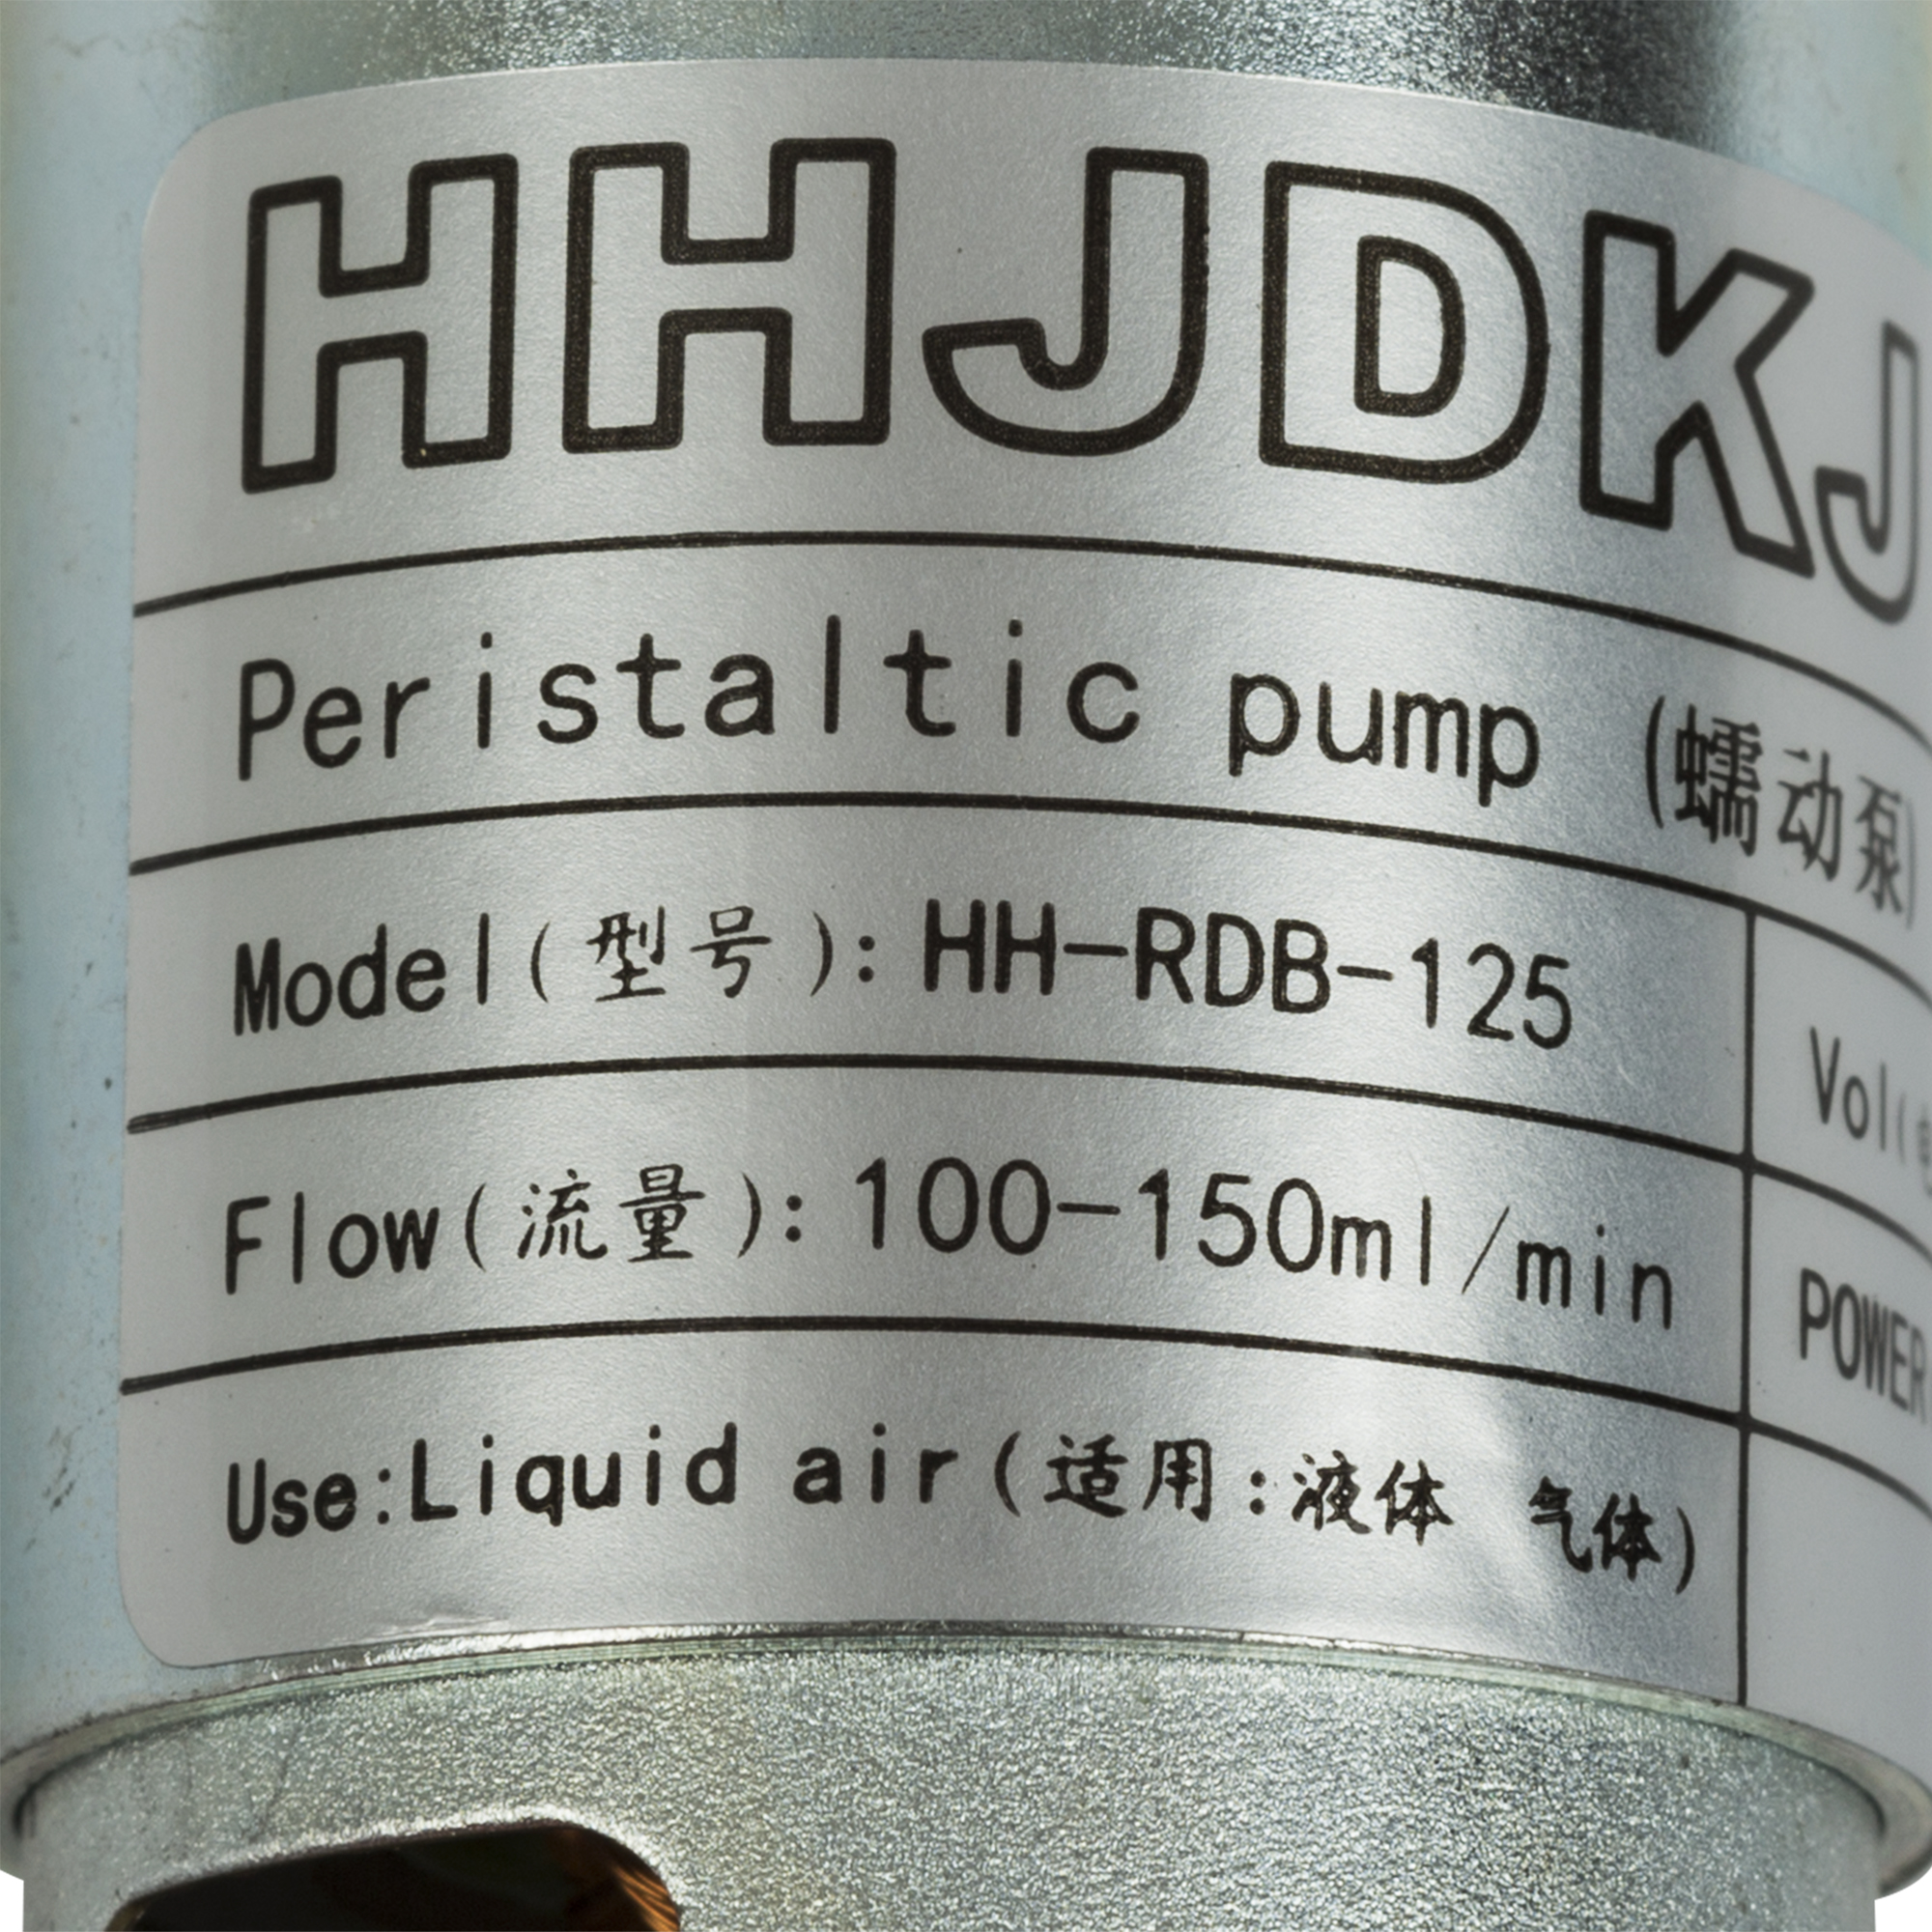 HHJDKJ
Peristaltic pump (蠕动泵)
Model(型号): HH-RDB-125
Vol(
Flow(流量): 100-150ml/min
POWER
Use:Liquid air(适用:液体 气体)